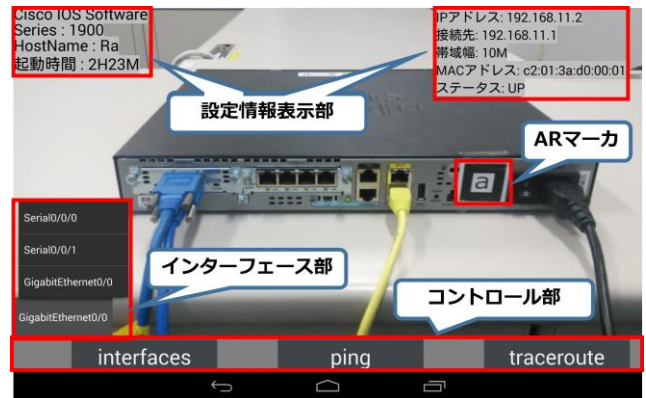 Cisco IOS Software
Series : 1900
HostName : Ra
起動時間 : 2H23M
IPアドレス: 192.168.11.2
接続先: 192.168.11.1
帯域幅: 10M
MACアドレス: c2:01:3a:d0:00:01
ステータス: UP
設定情報表示部
ARマーカ
a
Serial0/0/0
Serial0/0/1
GigabitEthernet0/0
GigabitEthernet0/0
インターフェース部
コントロール部
interfaces
ping
traceroute